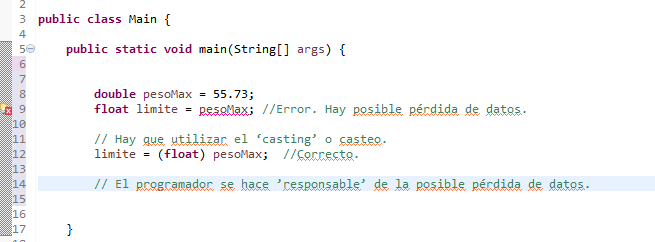 2
3 public class Main {
4
5 public static void main(String[] args) {
6
7
8 double pesoMax = 55.73;
9 float limite = pesoMax; //Error. Hay posible pérdida de datos.
10
11 // Hay que utilizar el ‘casting’ o casteo.
12 limite = (float) pesoMax; //Correcto.
13
14 // El programador se hace ’responsable’ de la posible pérdida de datos.
15
16
17 }